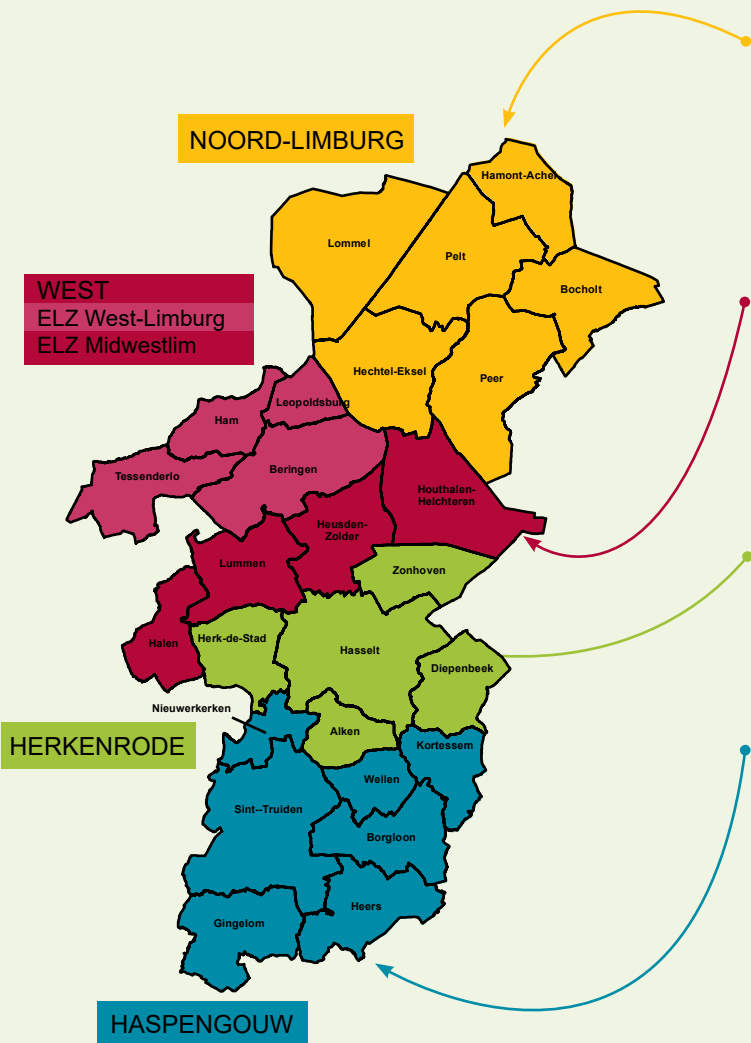 NOORD-LIMBURG
Hamont-Achel
Lommel
Pelt
Bocholt
WEST
ELZ West-Limburg
ELZ Midwestlim
Hechtel-Eksel
Peer
Leopoldsburg
Ham
Beringen
Tessenderlo
Houthalen-
Helchteren
Heusden-
Zolder
Lummen
Zonhoven
Halen
Herk-de-Stad
Hasselt
Diepenbeek
Nieuwerkerken
Alken
HERKENRODE
Kortessem
Wellen
Sint--Truiden
Borgloon
Heers
Gingelom
HASPENGOUW